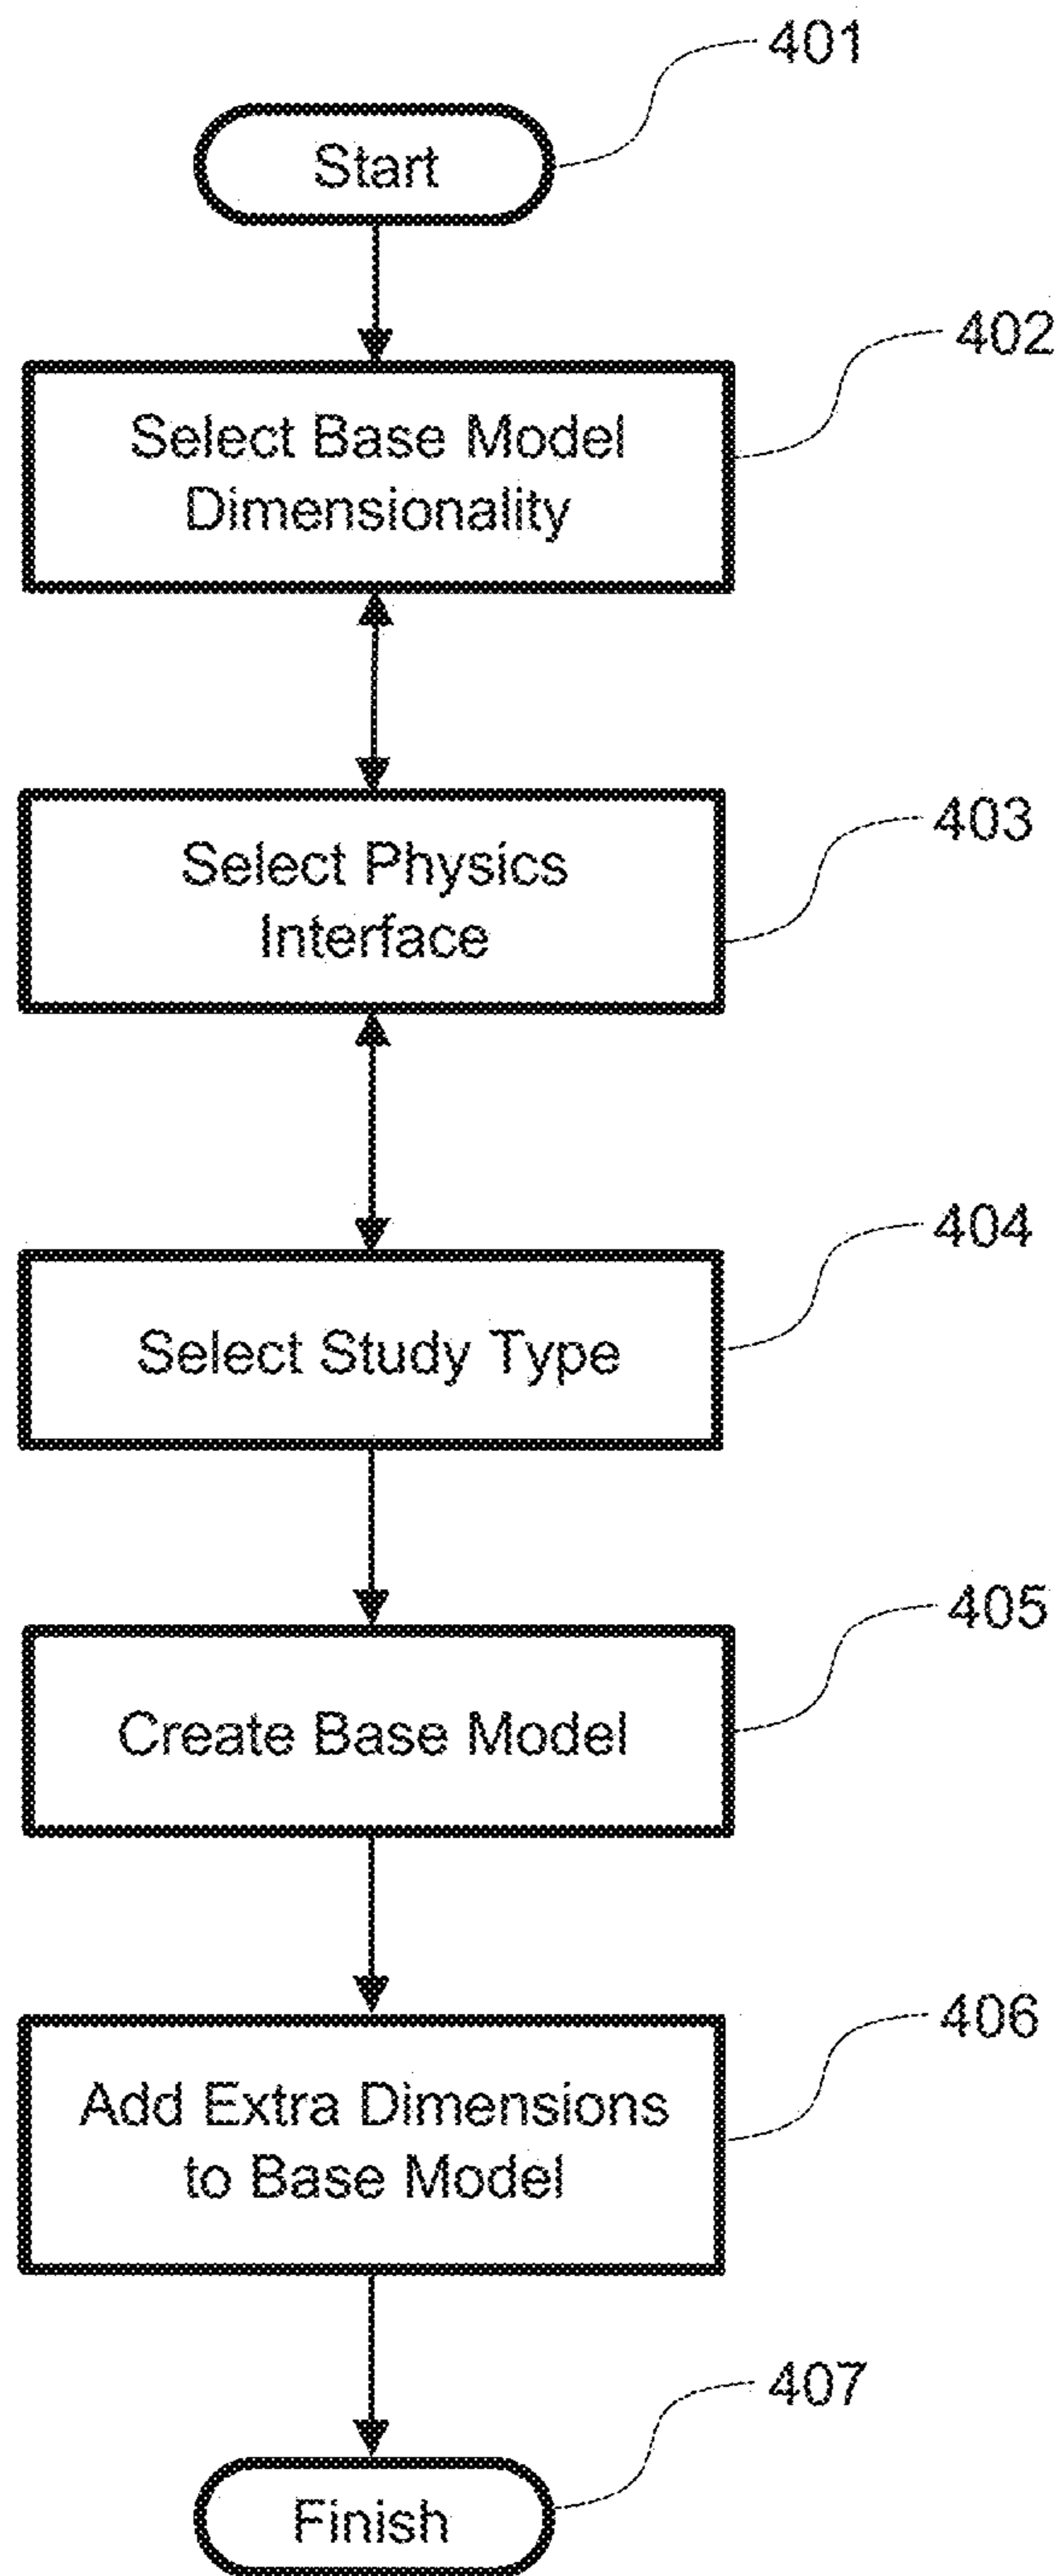 401
Start
402
Select Base Model
Dimensionality
403
Select Physics
Interface
404
Select Study Type
405
Create Base Model
406
Add Extra Dimensions
to Base Model
407
Finish